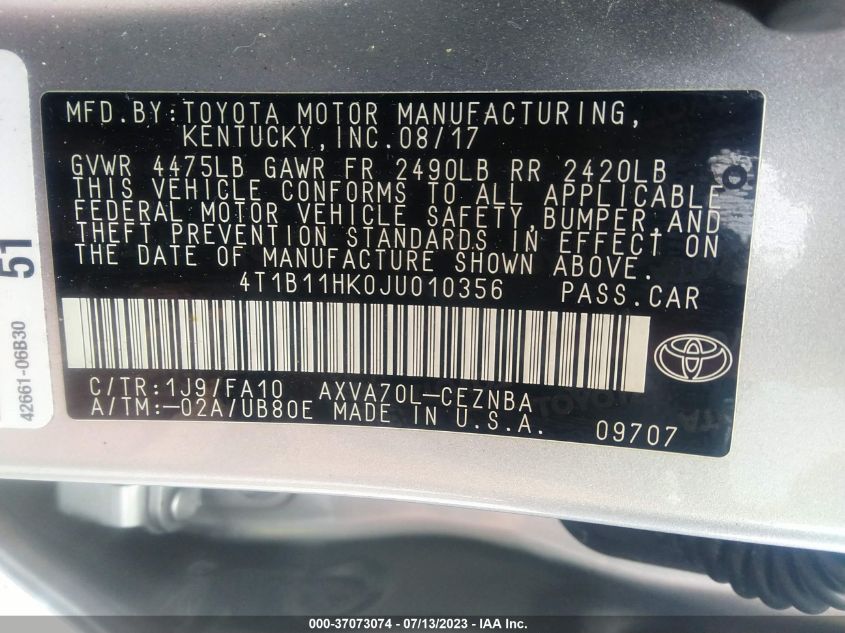 MFD.BY:TOYOTA MOTOR MANUFACTURING,
KENTUCKY,INC.08/17
GVWR 4475LB GAWR FR 2490LB RR 2420LB
THIS VEHICLE CONFORMS TO ALL APPLICABLE
FEDERAL MOTOR VEHICLE SAFETY,BUMPER,AND
THEFT PREVENTION STANDARDS IN EFFECT ON
THE DATE OF MANUFACTURE SHOWN ABOVE.
4T1B11HK0JU010356 PASS.CAR
C/TR:1J9/FA10 AXVA70L-CEZNBA
A/TM:-02A/UB80E MADE IN U.S.A. 09707
51
42661-06B30
000-37073074 - 07/13/2023 - IAA Inc.